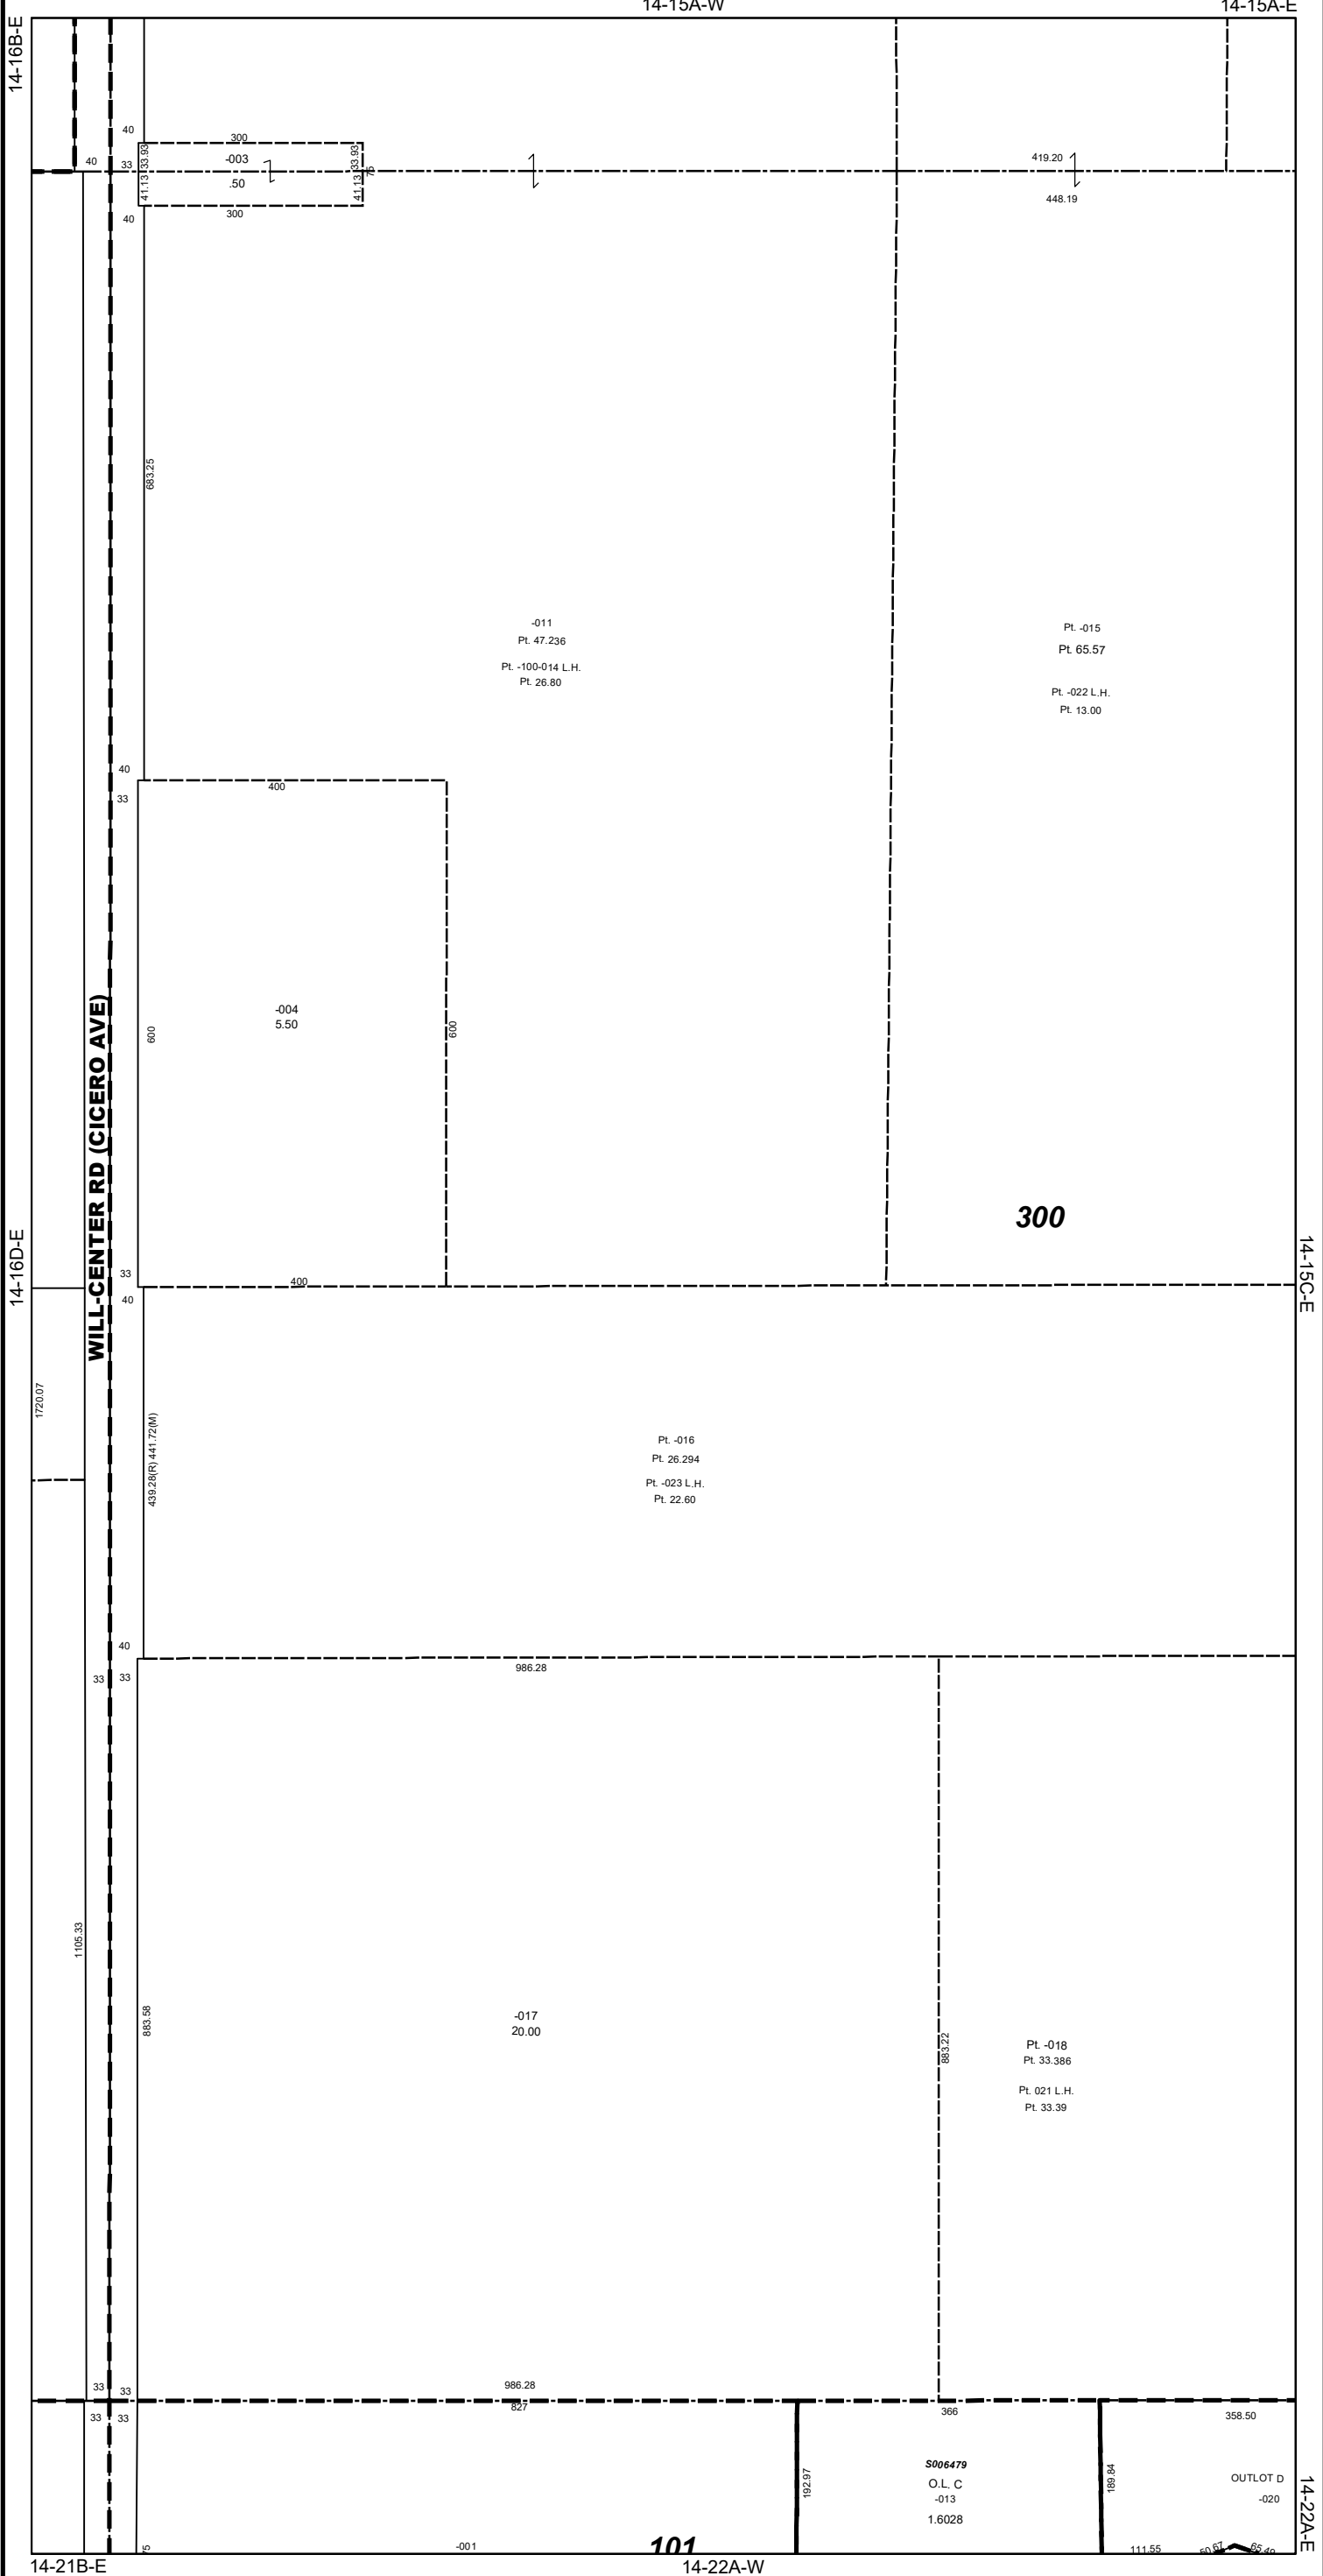 14-15A-W
14-15A-E
14-16B-E
40
300
33.93
-003
33.93
40
33
75
419.20
41.13
.50
41.13
448.19
40
300
683.25
-011
Pt. 47.236
Pt. -100-014 L.H.
Pt. 26.80
Pt. -015
Pt. 65.57
Pt. -022 L.H.
Pt. 13.00
40
33
400
-004
5.50
600
600
WILL-CENTER RD (CICERO AVE)
300
14-16D-E
14-15C-E
33
400
40
1720.07
439.28(R) 441.72(M)
Pt. -016
Pt. 26.294
Pt. -023 L.H.
Pt. 22.60
40
33
33
986.28
1105.33
883.58
-017
20.00
883.22
Pt. -018
Pt. 33.386
Pt. 021 L.H.
Pt. 33.39
33
33
986.28
33
33
827
366
358.50
192.97
S006479
O.L. C
-013
1.6028
189.84
OUTLOT D
-020
14-22A-E
75
-001
101
111.55
50.67
65.49
14-21B-E
14-22A-W